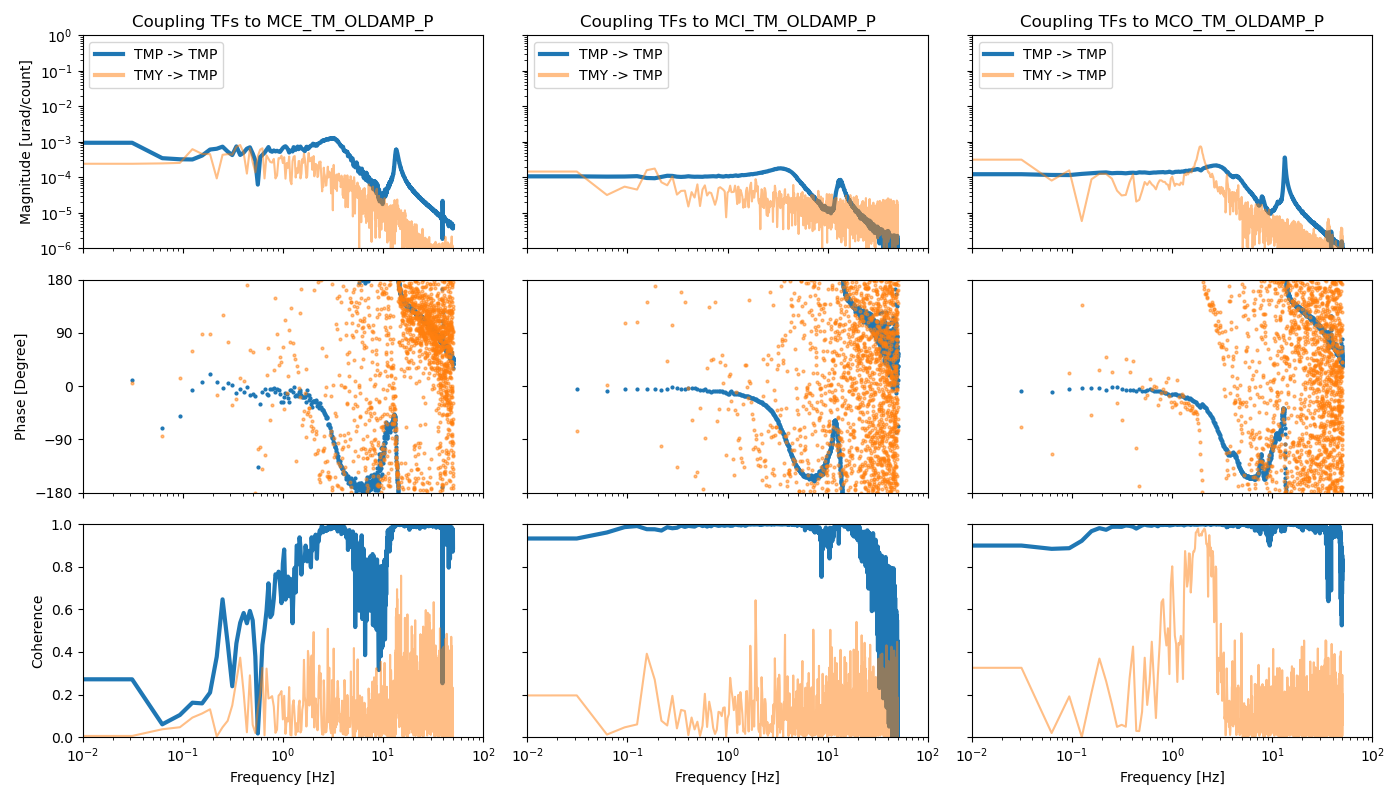 Coupling TFs to MCE_TM_OLDAMP_P
Coupling TFs to MCI_TM_OLDAMP_P
Coupling TFs to MCO_TM_OLDAMP_P
TMP -> TMP
TMY -> TMP
TMP -> TMP
TMY -> TMP
TMP -> TMP
TMY -> TMP
Magnitude [urad/count]
10⁰
10⁻¹
10⁻²
10⁻³
10⁻⁴
10⁻⁵
10⁻⁶
Phase [Degree]
180
90
0
−90
−180
Coherence
1.0
0.8
0.6
0.4
0.2
0.0
10⁻² 10⁻¹ 10⁰ 10¹ 10²
10⁻² 10⁻¹ 10⁰ 10¹ 10²
10⁻² 10⁻¹ 10⁰ 10¹ 10²
Frequency [Hz]
Frequency [Hz]
Frequency [Hz]